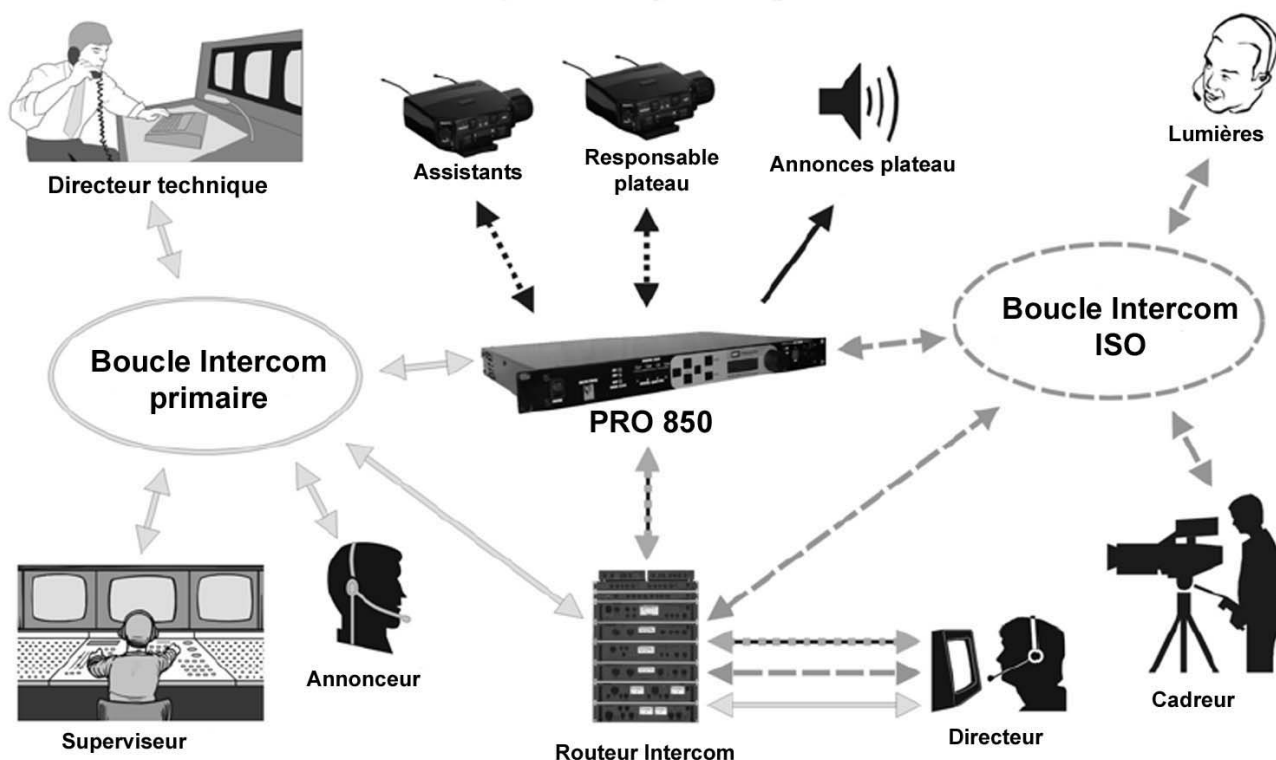 Directeur technique
Assistants
Responsable
plateau
Annonces plateau
Lumières
Boucle Intercom
primaire
PRO 850
Boucle Intercom
ISO
Superviseur
Annonceur
Routeur Intercom
Directeur
Cadreur